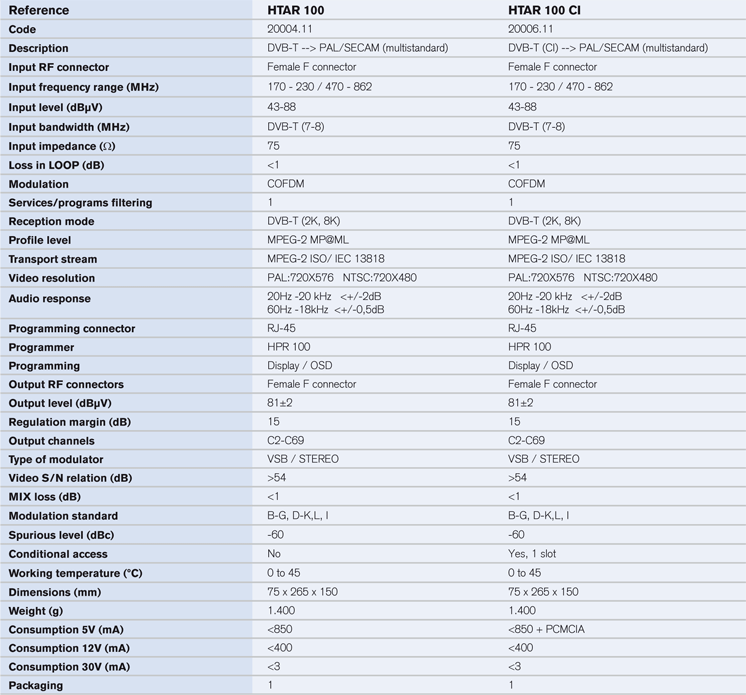 Reference HTAR 100 HTAR 100 CI
Code 20004.11 20006.11
Description DVB-T --> PAL/SECAM (multistandard) DVB-T (CI) --> PAL/SECAM (multistandard)
Input RF connector Female F connector Female F connector
Input frequency range (MHz) 170 - 230 / 470 - 862 170 - 230 / 470 - 862
Input level (dBµV) 43-88 43-88
Input bandwidth (MHz) DVB-T (7-8) DVB-T (7-8)
Input impedance (Ω) 75 75
Loss in LOOP (dB) <1 <1
Modulation COFDM COFDM
Services/programs filtering 1 1
Reception mode DVB-T (2K, 8K) DVB-T (2K, 8K)
Profile level MPEG-2 MP@ML MPEG-2 MP@ML
Transport stream MPEG-2 ISO/ IEC 13818 MPEG-2 ISO/ IEC 13818
Video resolution PAL:720X576 NTSC:720X480 PAL:720X576 NTSC:720X480
Audio response 20Hz -20 kHz <+/-2dB 20Hz -20 kHz <+/-2dB
60Hz -18kHz <+/-0,5dB 60Hz -18kHz <+/-0,5dB
Programming connector RJ-45 RJ-45
Programmer HPR 100 HPR 100
Programming Display / OSD Display / OSD
Output RF connectors Female F connector Female F connector
Output level (dBµV) 81±2 81±2
Regulation margin (dB) 15 15
Output channels C2-C69 C2-C69
Type of modulator VSB / STEREO VSB / STEREO
Video S/N relation (dB) >54 >54
MIX loss (dB) <1 <1
Modulation standard B-G, D-K,L, I B-G, D-K,L, I
Spurious level (dBc) -60 -60
Conditional access No Yes, 1 slot
Working temperature (°C) 0 to 45 0 to 45
Dimensions (mm) 75 x 265 x 150 75 x 265 x 150
Weight (g) 1.400 1.400
Consumption 5V (mA) <850 <850 + PCMCIA
Consumption 12V (mA) <400 <400
Consumption 30V (mA) <3 <3
Packaging 1 1